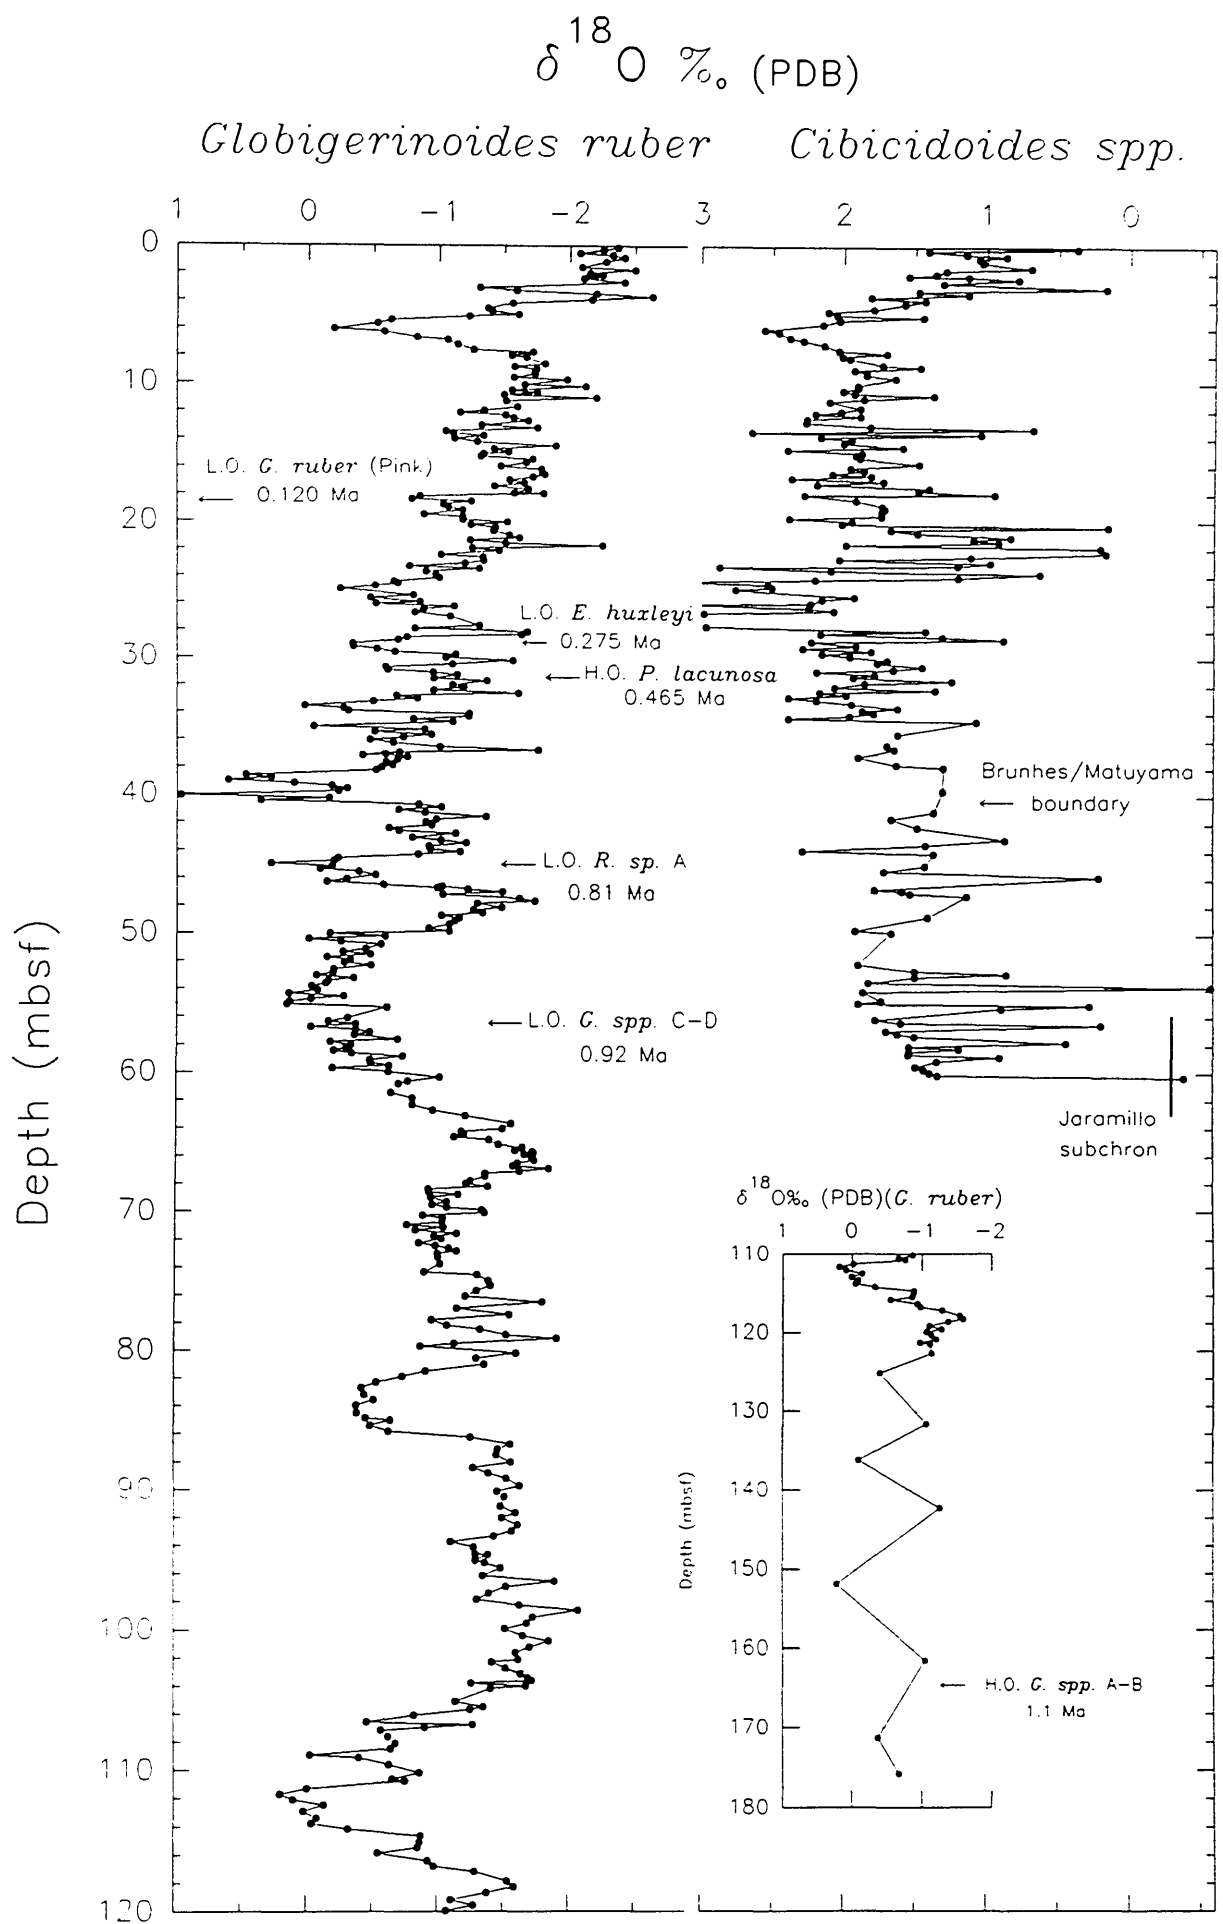 δ18O ‰ (PDB)
Globigerinoides ruber Cibicidoides spp.
1 0 −1 −2 3 2 1 0
0
10
L.O. G. ruber (Pink)
← 0.120 Ma
20
L.O. E. huxleyi
← 0.275 Ma
30
← H.O. P. lacunosa
0.465 Ma
Brunhes/Matuyama
40
← boundary
← L.O. R. sp. A
0.81 Ma
50
← L.O. G. spp. C−D
0.92 Ma
60
Jaramillo
subchron
70
80
90
100
110
120
Depth (mbsf)
δ18O‰ (PDB)(G. ruber)
1 0 −1 −2
110
120
130
140
150
160
← H.O. G. spp. A−B
1.1 Ma
170
180
Depth (mbsf)